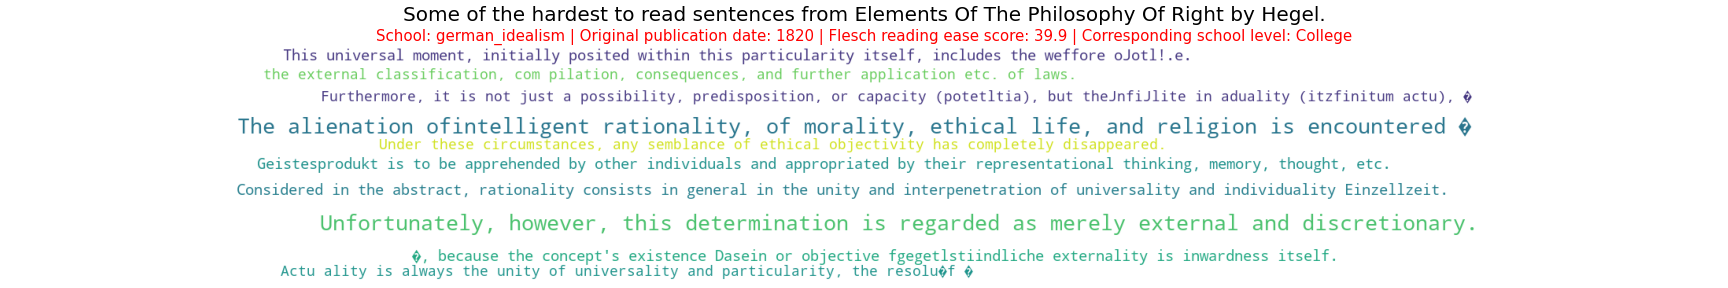 Some of the hardest to read sentences from Elements Of The Philosophy Of Right by Hegel.
School: german_idealism | Original publication date: 1820 | Flesch reading ease score: 39.9 | Corresponding school level: College
This universal moment, initially posited within this particularity itself, includes the weffore oJotl!.e.
the external classification, com pilation, consequences, and further application etc. of laws.
Furthermore, it is not just a possibility, predisposition, or capacity (potetltia), but theJnfiJlite in aduality (itzfinitum actu), �
The alienation ofintelligent rationality, of morality, ethical life, and religion is encountered �
Under these circumstances, any semblance of ethical objectivity has completely disappeared.
Geistesprodukt is to be apprehended by other individuals and appropriated by their representational thinking, memory, thought, etc.
Considered in the abstract, rationality consists in general in the unity and interpenetration of universality and individuality Einzellzeit.
Unfortunately, however, this determination is regarded as merely external and discretionary.
�, because the concept's existence Dasein or objective fgegetlstiindliche externality is inwardness itself.
Actu ality is always the unity of universality and particularity, the resolu�f �